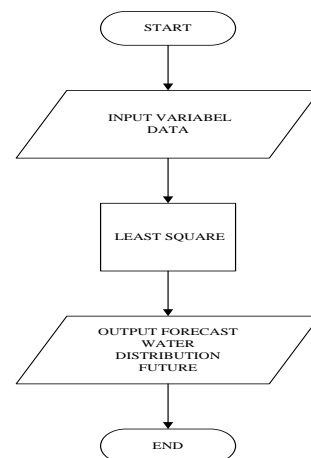 START
INPUT VARIABEL
DATA
LEAST SQUARE
OUTPUT FORECAST
WATER
DISTRIBUTION
FUTURE
END